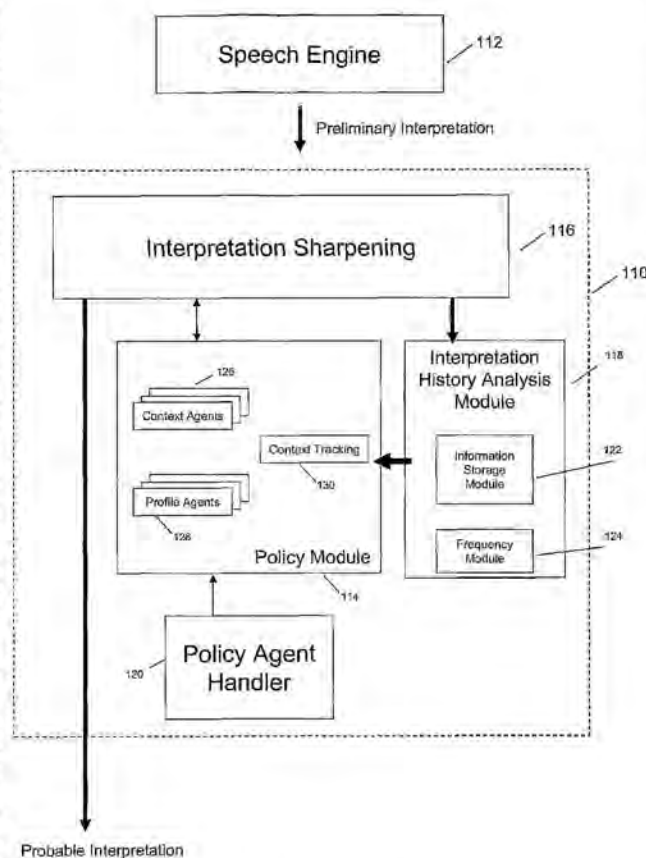 Speech Engine
112
Preliminary Interpretation
Interpretation Sharpening
116
110
126
Context Agents
Context Tracking
130
Profile Agents
128
Policy Module
114
Interpretation
History Analysis
Module
118
Information
Storage
Module
122
Frequency
Module
124
120
Policy Agent
Handler
Probable Interpretation